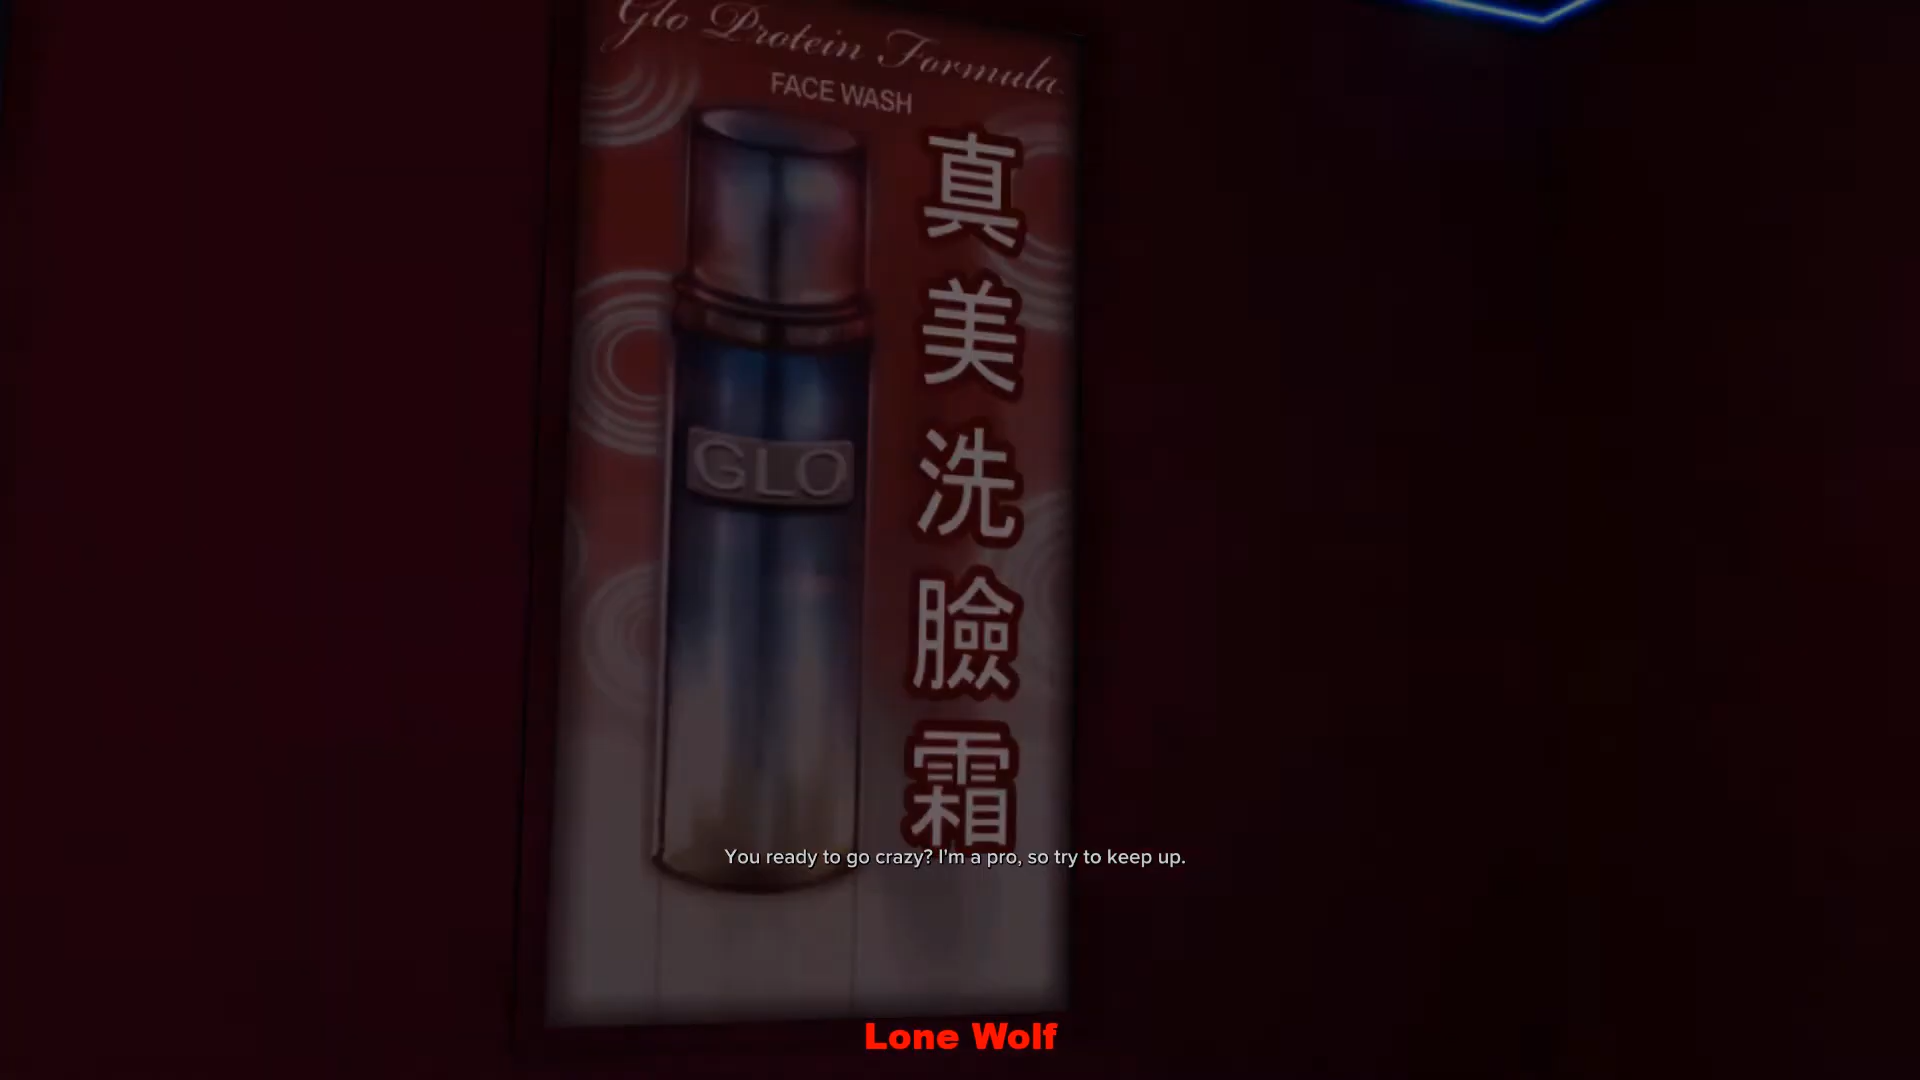 Glo Protein Formula
FACE WASH
真美洗臉霜
GLO
You ready to go crazy? I'm a pro, so try to keep up.
Lone Wolf